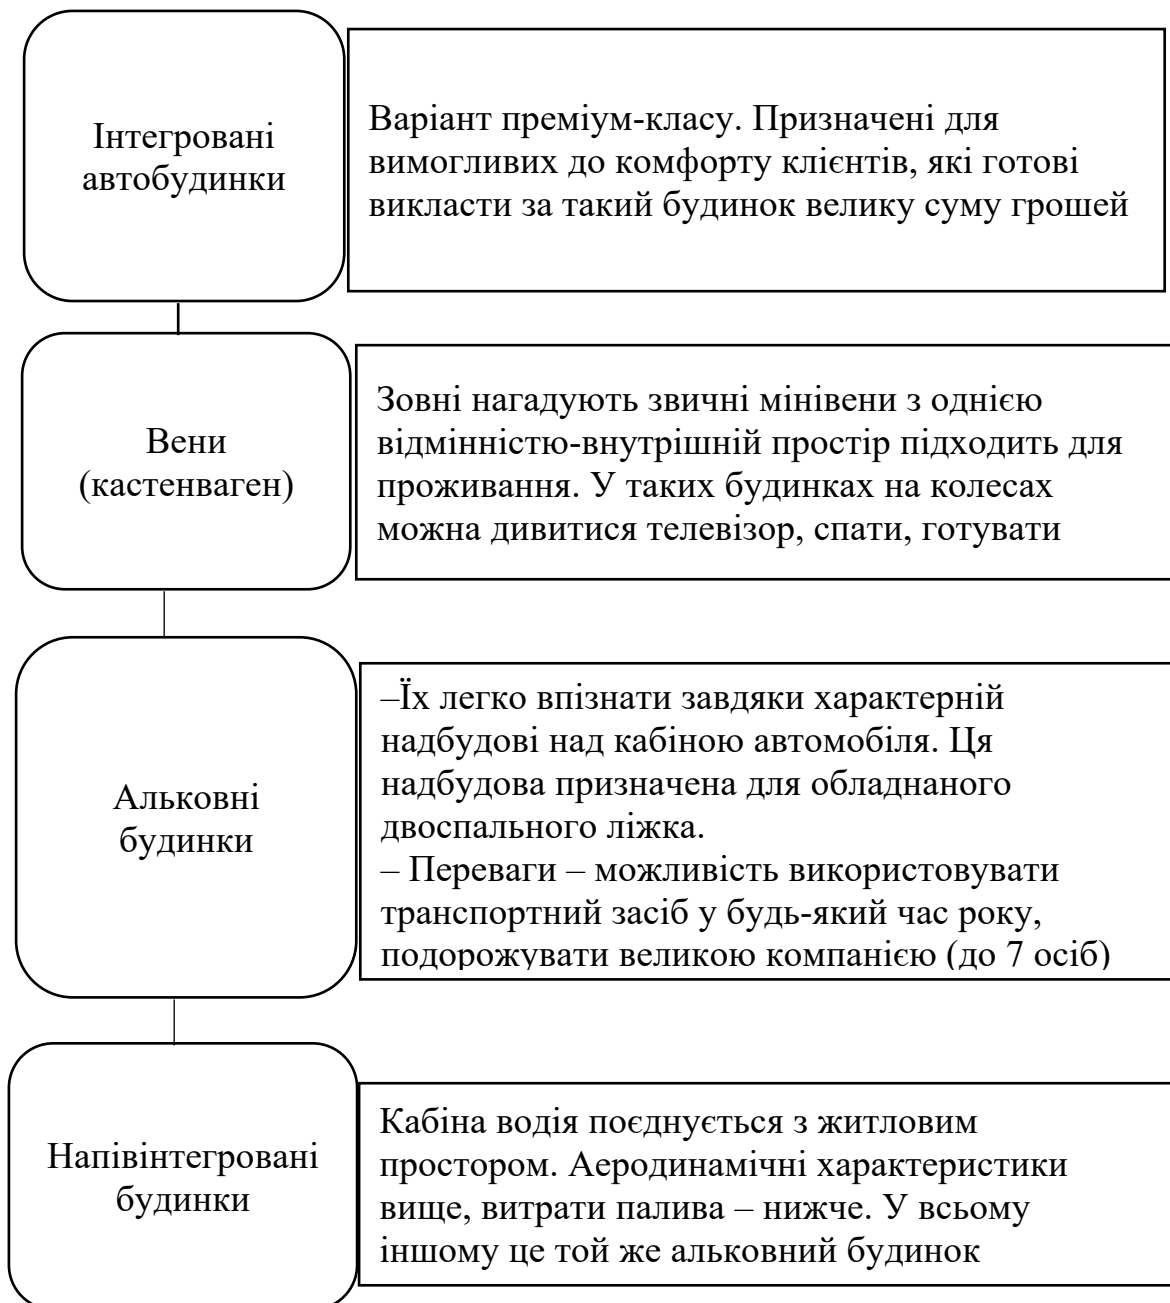 Інтегровані
автобудинки
Варіант преміум-класу. Призначені для
вимогливих до комфорту клієнтів, які готові
викласти за такий будинок велику суму грошей
Вени
(кастенваген)
Зовні нагадують звичні мінівени з однією
відмінністю-внутрішній простір підходить для
проживання. У таких будинках на колесах
можна дивитися телевізор, спати, готувати
Альковні
будинки
–Їх легко впізнати завдяки характерній
надбудові над кабіною автомобіля. Ця
надбудова призначена для обладнаного
двоспального ліжка.
– Переваги – можливість використовувати
транспортний засіб у будь-який час року,
подорожувати великою компанією (до 7 осіб)
Напівінтегровані
будинки
Кабіна водія поєднується з житловим
простором. Аеродинамічні характеристики
вище, витрати палива – нижче. У всьому
іншому це той же альковний будинок